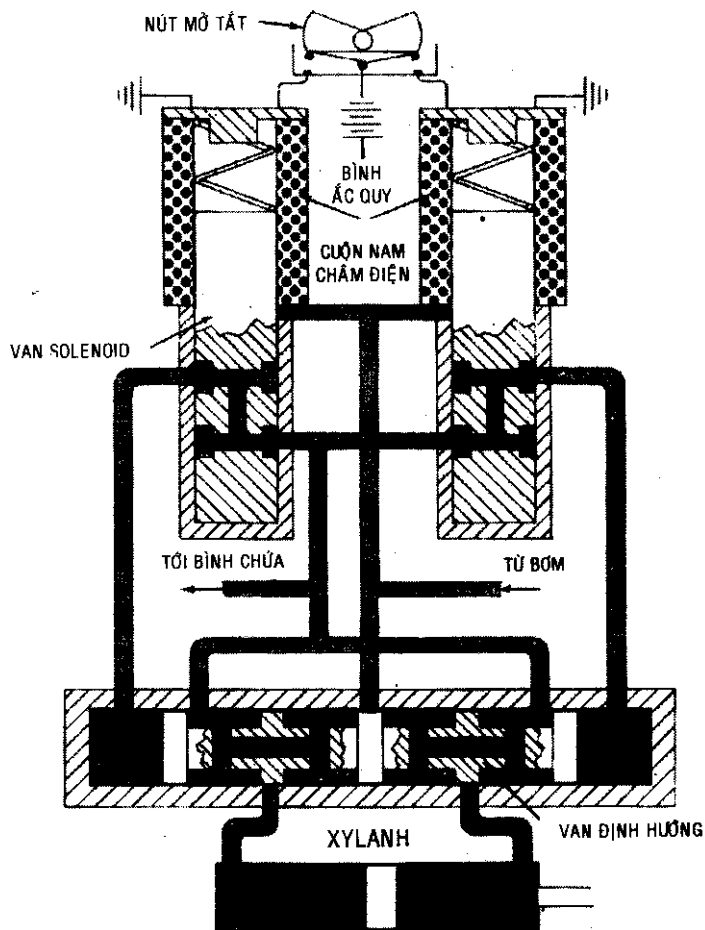 NÚT MỞ TẮT
BÌNH
ẮC QUY
CUỘN NAM
CHÂM ĐIỆN
VAN SOLENOID
TỚI BÌNH CHỨA
TỪ BƠM
VAN ĐỊNH HƯỚNG
XYLANH